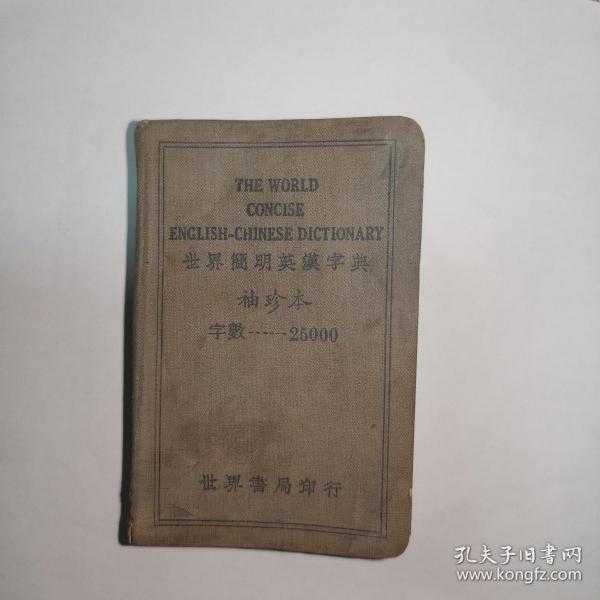 THE WORLD
CONCISE
ENGLISH-CHINESE DICTIONARY
世界簡明英漢字典
袖珍本
字數……25000
世界書局印行
孔夫子旧书网
www.kongfz.com